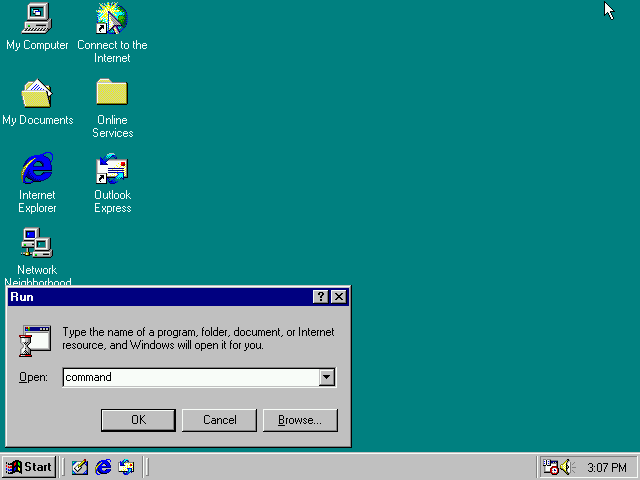 My Computer
Connect to the
Internet
My Documents
Online
Services
Internet
Explorer
Outlook
Express
Network
Neighborhood
Run
Type the name of a program, folder, document, or Internet
resource, and Windows will open it for you.
Open: command
OK Cancel Browse...
Start 3:07 PM